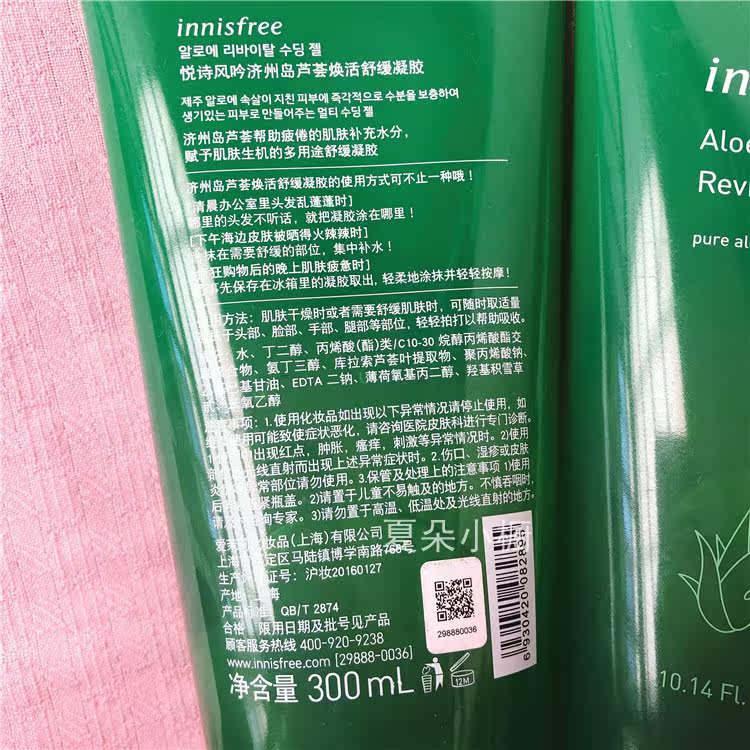 innisfree
알로에 리바이탈 수딩 젤
悦诗风吟济州岛芦荟焕活舒缓凝胶
제주 알로에 속살이 지친 피부에 즉각적으로 수분을 보충하여
생기있는 피부로 만들어주는 멀티 수딩 젤
济州岛芦荟帮助疲倦的肌肤补充水分，
赋予肌肤生机的多用途舒缓凝胶
济州岛芦荟焕活舒缓凝胶的使用方式可不止一种哦！
[清晨办公室里头发乱蓬蓬时]
哪里的头发不听话，就把凝胶涂在哪里！
[下午海边皮肤被晒得火辣辣时]
抹在需要舒缓的部位，集中补水！
狂购物后的晚上肌肤疲惫时]
先保存在冰箱里的凝胶取出，轻柔地涂抹并轻轻按摩！
用方法：肌肤干燥时或者需要舒缓肌肤时，可随时取适量
于头部、脸部、手部、腿部等部位，轻轻拍打以帮助吸收。
水、丁二醇、丙烯酸(酯)类/C10-30 烷醇丙烯酸酯交
合物、氨丁三醇、库拉索芦荟叶提取物、聚丙烯酸钠、
基甘油、EDTA 二钠、薄荷氧基丙二醇、羟基积雪草
氧乙醇
事项：1.使用化妆品如出现以下异常情况请停止使用，如
使用可能致使症状恶化，请咨询医院皮肤科进行专门诊断。
出现红点，肿胀，瘙痒，刺激等异常情况时。2)使用
部 光线直射而出现上述异常症状时。2.伤口、湿疹或皮肤
炎 异常部位请勿使用。3.保管及处理上的注意事项 1)使用
后 紧瓶盖。2)请置于儿童不易触及的地方。不慎吞咽时，
请 询专家。3)请勿置于高温、低温处及光线直射的地方。
爱 化妆品(上海)有限公司
上海 定区马陆镇博学南路768号
生产许可证号：沪妆20160127
产地：上海
产品标准：QB/T 2874
合格 限用日期及批号见产品
顾客服务热线 400-920-9238
www.innisfree.com [29888-0036]
净含量 300 mL
12M
298880036
夏朵小
in
Aloe
Revi
pure alo
10.14 Fl.